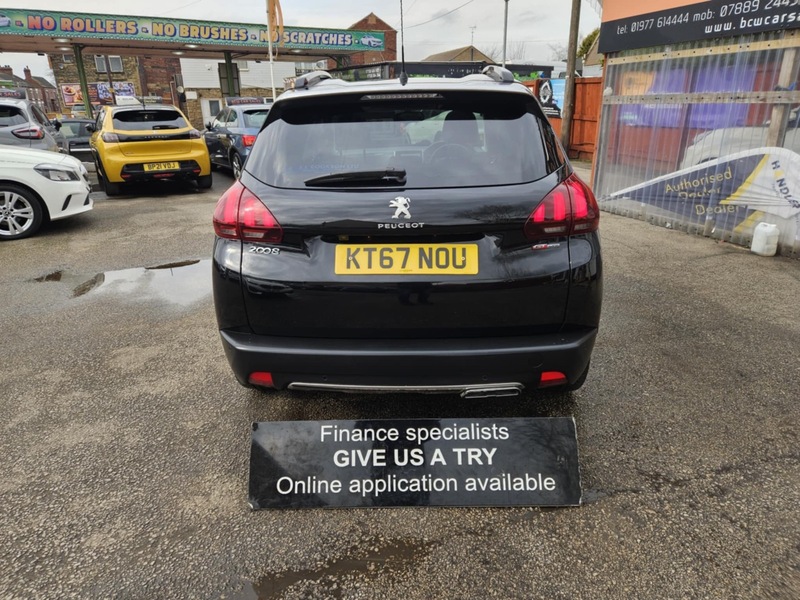 NO ROLLERS - NO BRUSHES - NO SCRATCHES
tel: 01977 614444 mob: 07889
www.bcwcars
Authorised
Dealer
PEUGEOT
2008
KT67 NOU
Finance specialists
GIVE US A TRY
Online application available